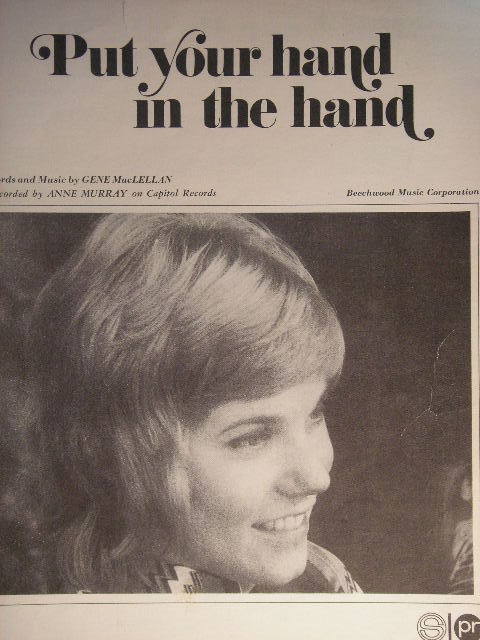 Put your hand
in the hand
ords and Music by GENE MacLELLAN
corded by ANNE MURRAY on Capitol Records
Beechwood Music Corporation
S pr